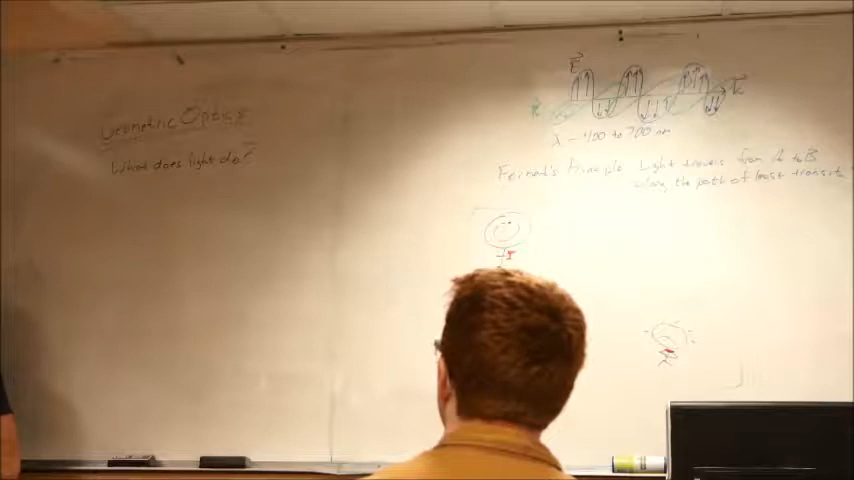 Geometric Optics
What does light do?
E
k
λ ~ 400 to 700 nm
Fermat's Principle Light travels from A to B
along the path of least transit